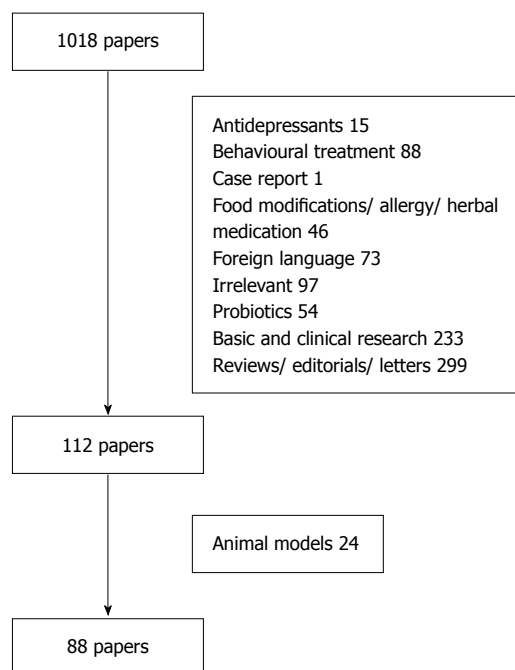 1018 papers
Antidepressants 15
Behavioural treatment 88
Case report 1
Food modifications/ allergy/ herbal
medication 46
Foreign language 73
Irrelevant 97
Probiotics 54
Basic and clinical research 233
Reviews/ editorials/ letters 299
112 papers
Animal models 24
88 papers